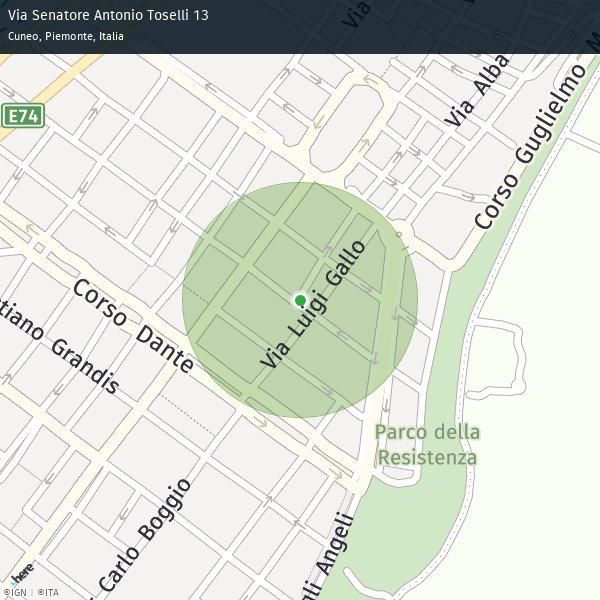 Via Senatore Antonio Toselli 13
Cuneo, Piemonte, Italia
Via
Via Alba
E74
Corso Guglielmo
Via Luigi Gallo
Corso Dante
tiano Grandis
Parco della
Resistenza
Carlo Boggio
li Angeli
here
©IGN | ©ITA